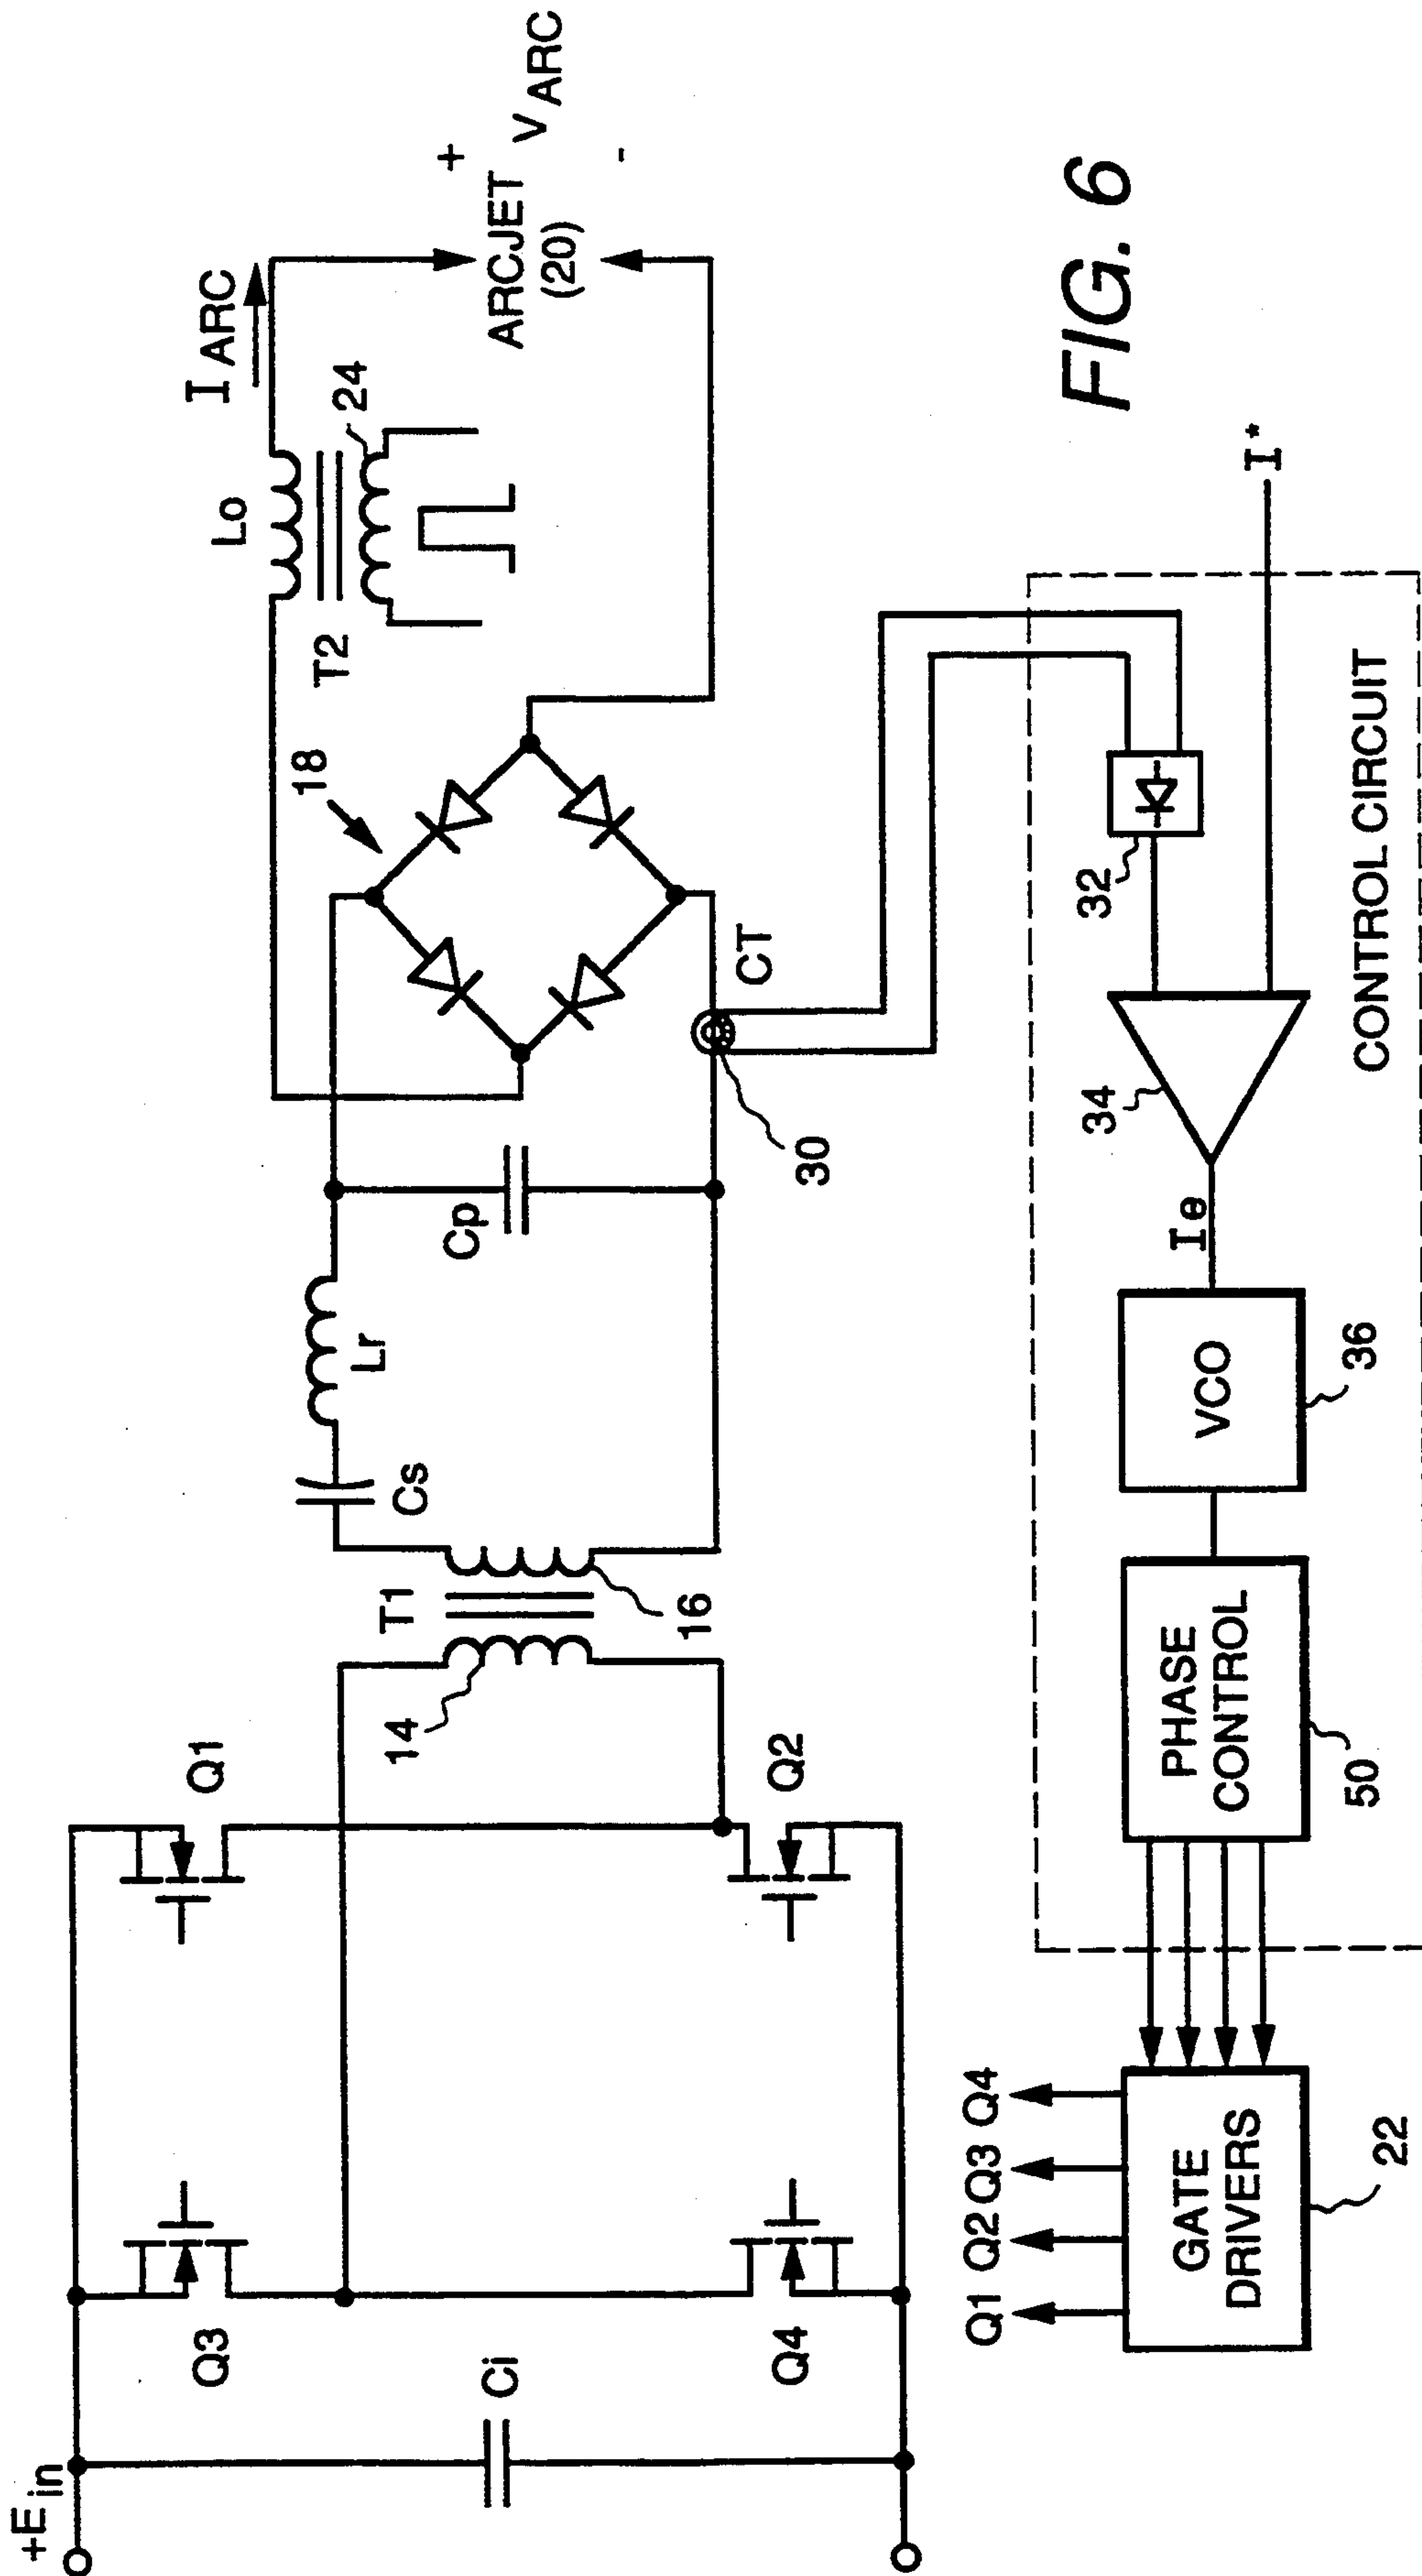 +E in
Ci
Q3
Q4
Q1
Q2
14
T1
16
Cs
Lr
Cp
30
CT
18
T2
Lo
24
I ARC
ARCJET
(20)
+
V ARC
-
Q1 Q2 Q3 Q4
GATE
DRIVERS
22
PHASE
CONTROL
50
VCO
36
Ie
34
32
I*
CONTROL CIRCUIT
FIG. 6